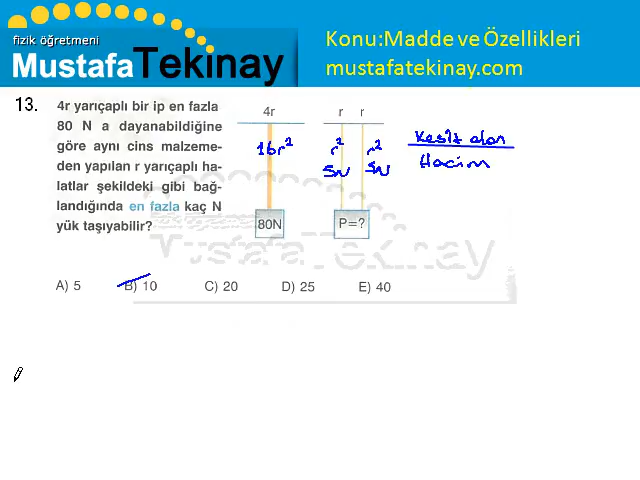 fizik öğretmeni
MustafaTekinay
Konu:Madde ve Özellikleri
mustafatekinay.com
13.
4r yarıçaplı bir ip en fazla
80 N a dayanabildiğine
göre aynı cins malzeme-
den yapılan r yarıçaplı ha-
latlar şekildeki gibi bağ-
landığında en fazla kaç N
yük taşıyabilir?
4r
r r
16r²
r² r²
5N 5N
80N
P=?
Kesit alan
Hacim
MustafaTekinay
A) 5 B) 10 C) 20 D) 25 E) 40